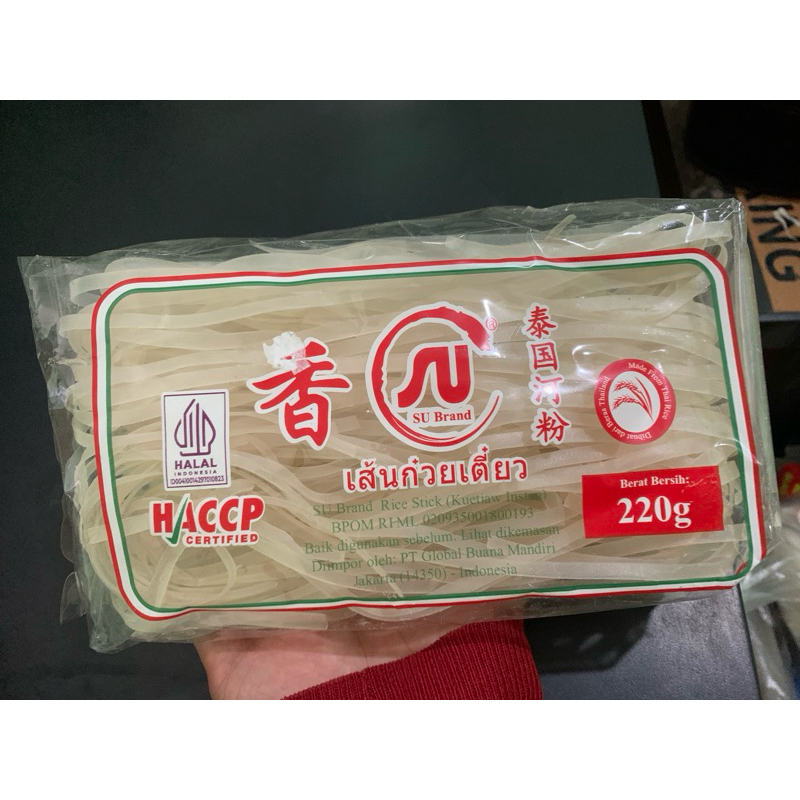 KING
香
SU
®
SU Brand
泰国河粉
Made From Thai Rice
Dibuat dari Beras Thailand
HALAL
INDONESIA
HACCP
CERTIFIED
เส้นก๋วยเตี๋ยว
SU Brand Rice Stick (Kuetiaw Instan)
BPOM RI ML 020935001800193
Baik digunakan sebelum: Lihat dikemasan
Diimpor oleh: PT Global Buana Mandiri
Jakarta (14350) - Indonesia
Berat Bersih:
220g